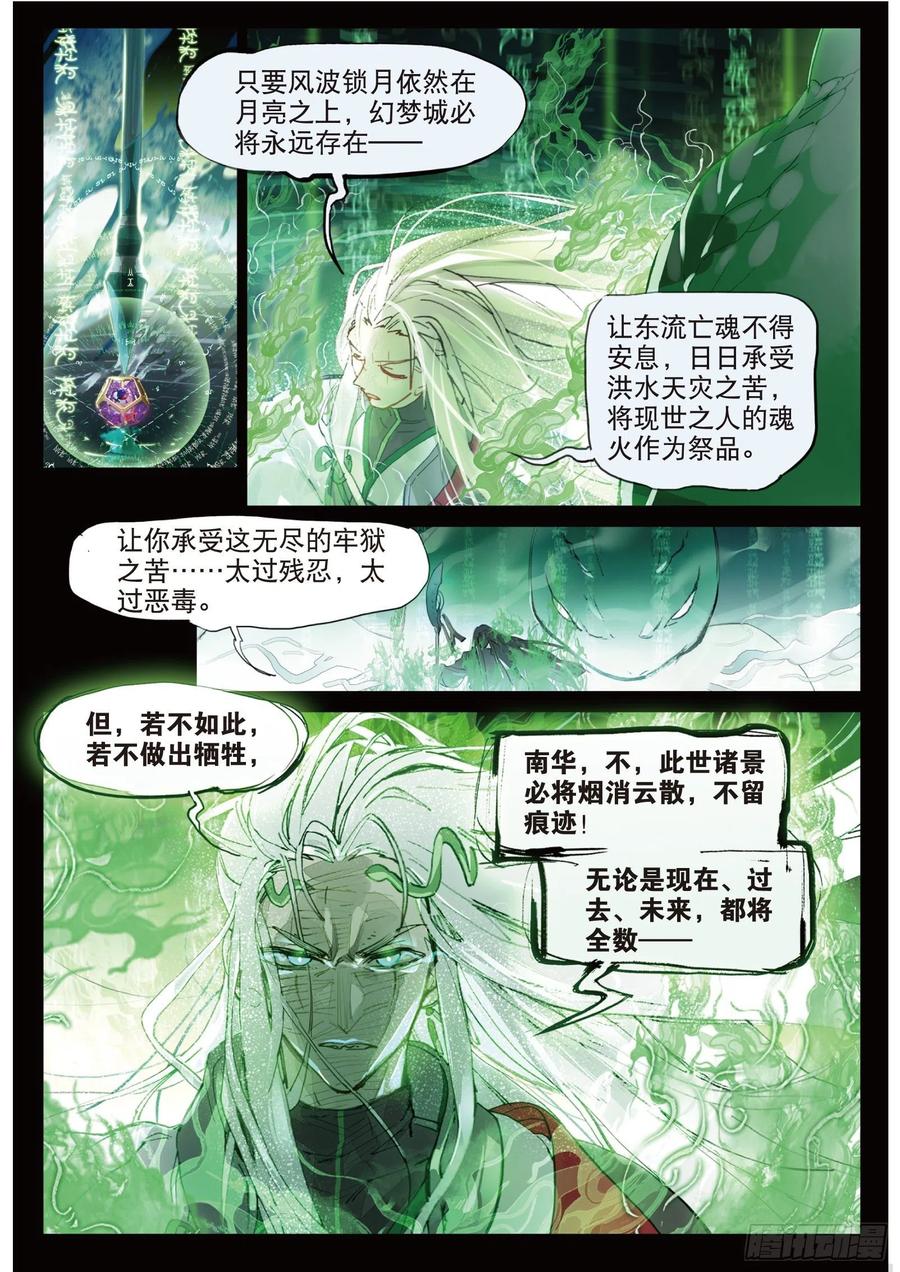 只要风波锁月依然在
月亮之上，幻梦城必
将永远存在——
让东流亡魂不得
安息，日日承受
洪水天灾之苦，
将现世之人的魂
火作为祭品。
让你承受这无尽的牢狱
之苦……太过残忍，太
过恶毒。
但，若不如此，
若不做出牺牲，
南华，不，此世诸景
必将烟消云散，不留
痕迹！
无论是现在、过
去、未来，都将
全数——
腾讯动漫